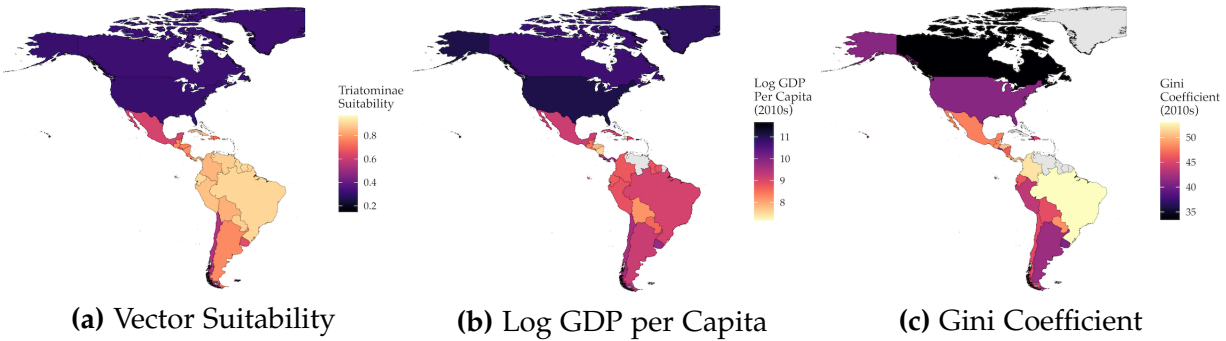 Triatominae
Suitability
0.8
0.6
0.4
0.2
(a) Vector Suitability
Log GDP
Per Capita
(2010s)
11
10
9
8
(b) Log GDP per Capita
Gini
Coefficient
(2010s)
50
45
40
35
(c) Gini Coefficient